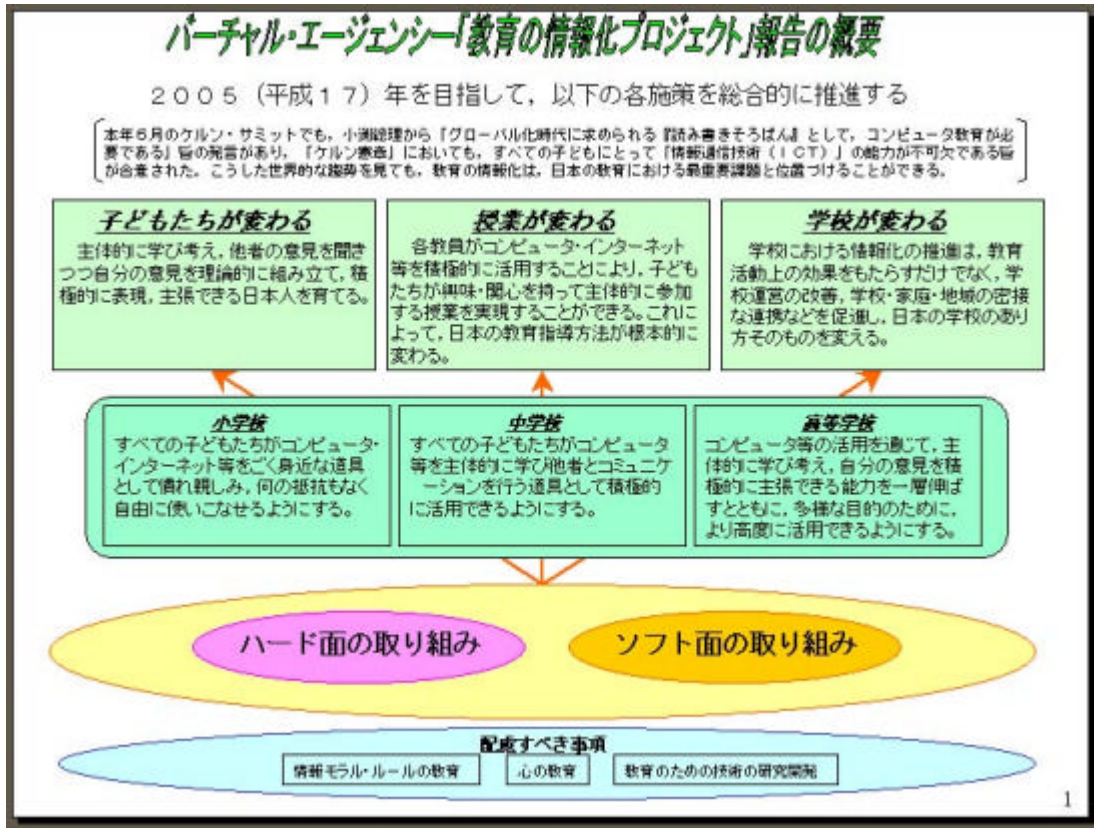 バーチャル・エージェンシー「教育の情報化プロジェクト」報告の概要
２００５（平成１７）年を目指して，以下の各施策を総合的に推進する
本年６月のケルン・サミットでも，小渕総理から「グローバル化時代に求められる『読み書きそろばん』として，コンピュータ教育が必
要である」旨の発言があり，「ケルン憲章」においても，すべての子どもにとって「情報通信技術（ＩＣＴ）」の能力が不可欠である旨
が合意された。こうした世界的な趨勢を見ても，教育の情報化は，日本の教育における最重要課題と位置づけることができる。
子どもたちが変わる
主体的に学び考え，他者の意見を聞き
つつ自分の意見を理論的に組み立て，積
極的に表現，主張できる日本人を育てる。
授業が変わる
各教員がコンピュータ・インターネット
等を積極的に活用することにより，子ども
たちが興味・関心を持って主体的に参加
する授業を実現することができる。これに
よって，日本の教育指導方法が根本的に
変わる。
学校が変わる
学校における情報化の推進は，教育
活動上の効果をもたらすだけでなく，学
校運営の改善，学校・家庭・地域の密接
な連携などを促進し，日本の学校のあり
方そのものを変える。
小学校
すべての子どもたちがコンピュータ・
インターネット等をごく身近な道具
として慣れ親しみ，何の抵抗もなく
自由に使いこなせるようにする。
中学校
すべての子どもたちがコンピュータ
等を主体的に学び他者とコミュニケ
ーションを行う道具として積極的
に活用できるようにする。
高等学校
コンピュータ等の活用を通じて，主
体的に学び考え，自分の意見を積
極的に主張できる能力を一層伸ば
すとともに，多様な目的のために，
より高度に活用できるようにする。
ハード面の取り組み
ソフト面の取り組み
配慮すべき事項
情報モラル・ルールの教育
心の教育
教育のための技術の研究開発
1